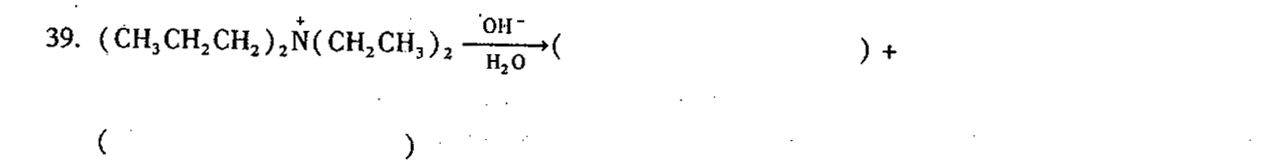 39. (CH₃CH₂CH₂)₂N⁺(CH₂CH₃)₂ —OH⁻/H₂O→ ( ) +
( )